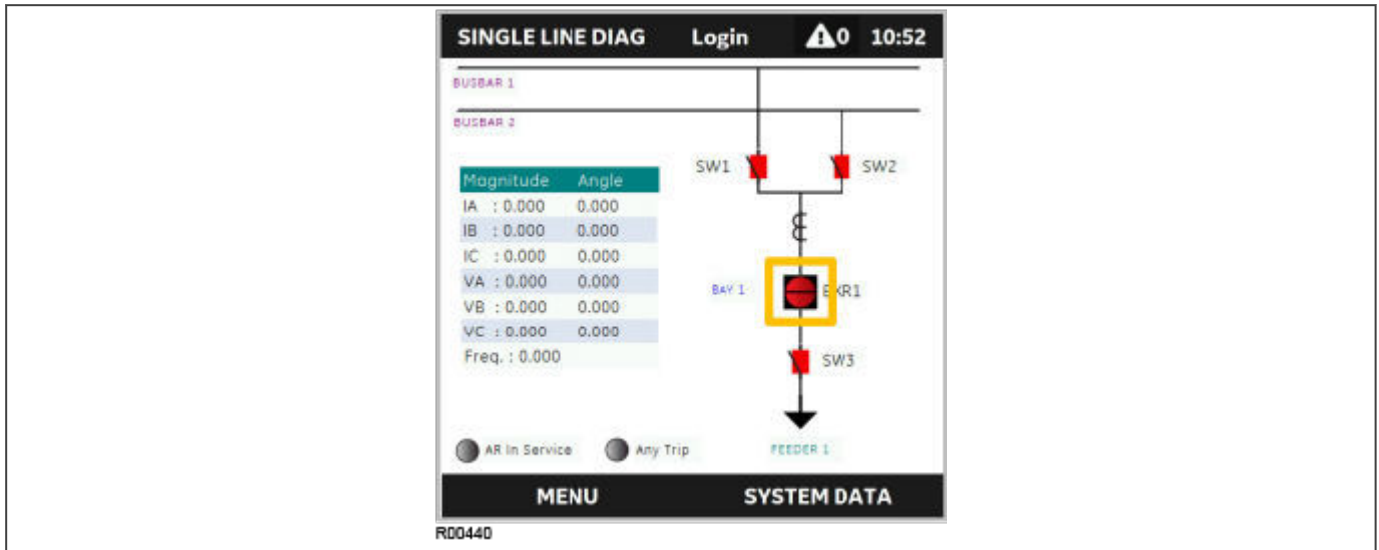 SINGLE LINE DIAG Login 0 10:52
BUSBAR 1
BUSBAR 2
SW1 SW2
Magnitude Angle
IA : 0.000 0.000
IB : 0.000 0.000
IC : 0.000 0.000
VA : 0.000 0.000
VB : 0.000 0.000
VC : 0.000 0.000
Freq. : 0.000
BAY 1
SW3
AR In Service Any Trip FEEDER 1
MENU SYSTEM DATA
R00440